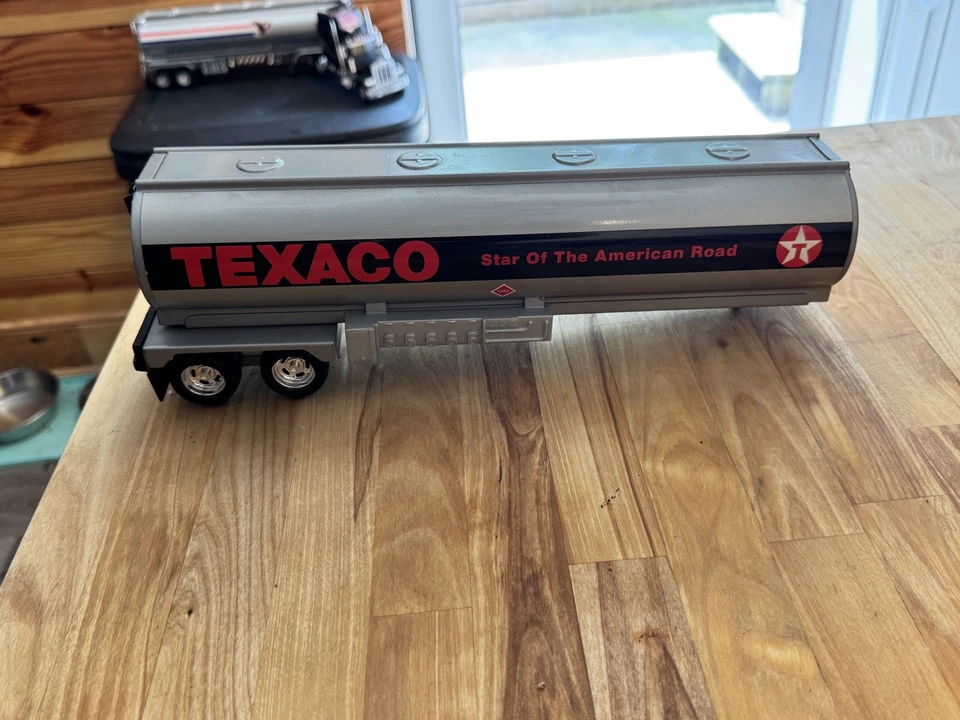 TEXACO
Star Of The American Road
T